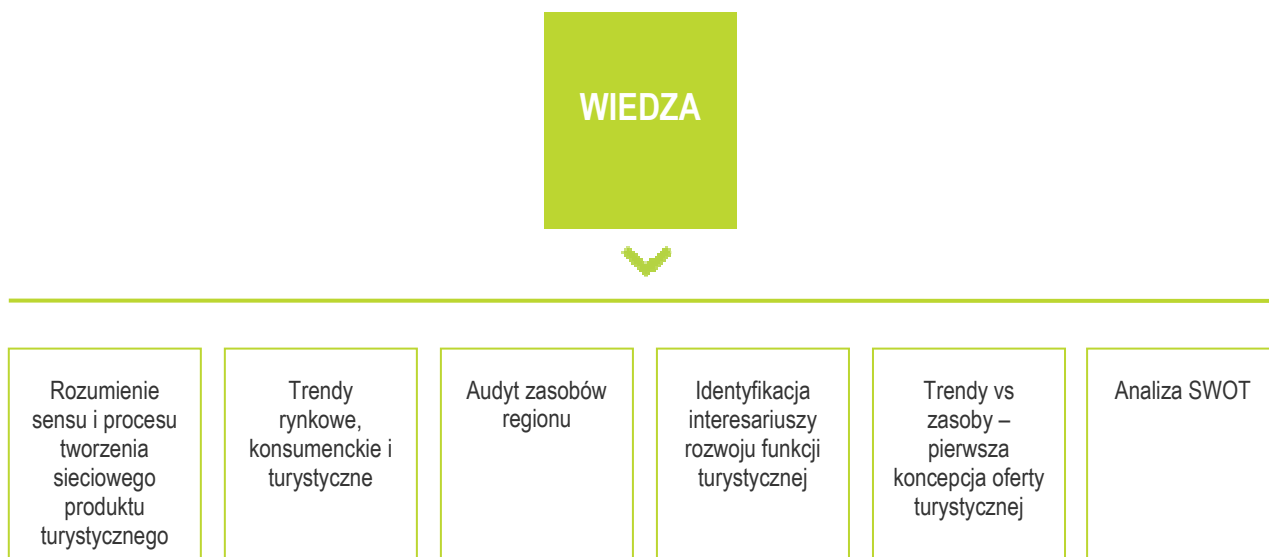 WIEDZA
Rozumienie
sensu i procesu
tworzenia
sieciowego
produktu
turystycznego
Trendy
rynkowe,
konsumenckie i
turystyczne
Audyt zasobów
regionu
Identyfikacja
interesariuszy
rozwoju funkcji
turystycznej
Trendy vs
zasoby –
pierwsza
koncepcja oferty
turystycznej
Analiza SWOT